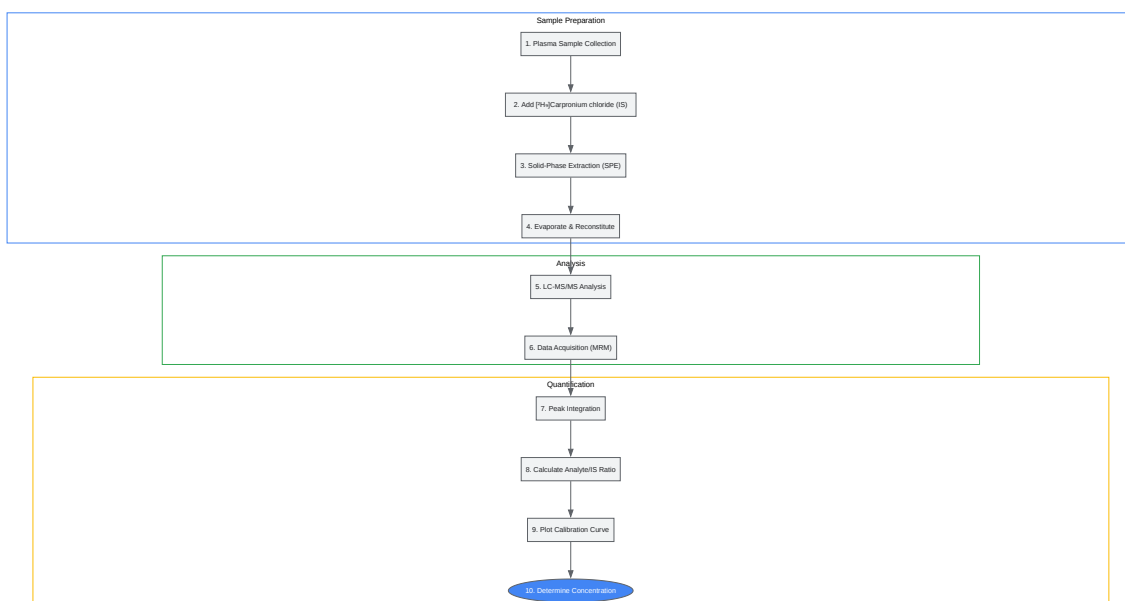 Sample Preparation
1. Plasma Sample Collection
2. Add [²H₉]Carpronium chloride (IS)
3. Solid-Phase Extraction (SPE)
4. Evaporate & Reconstitute
Analysis
5. LC-MS/MS Analysis
6. Data Acquisition (MRM)
Quantification
7. Peak Integration
8. Calculate Analyte/IS Ratio
9. Plot Calibration Curve
10. Determine Concentration